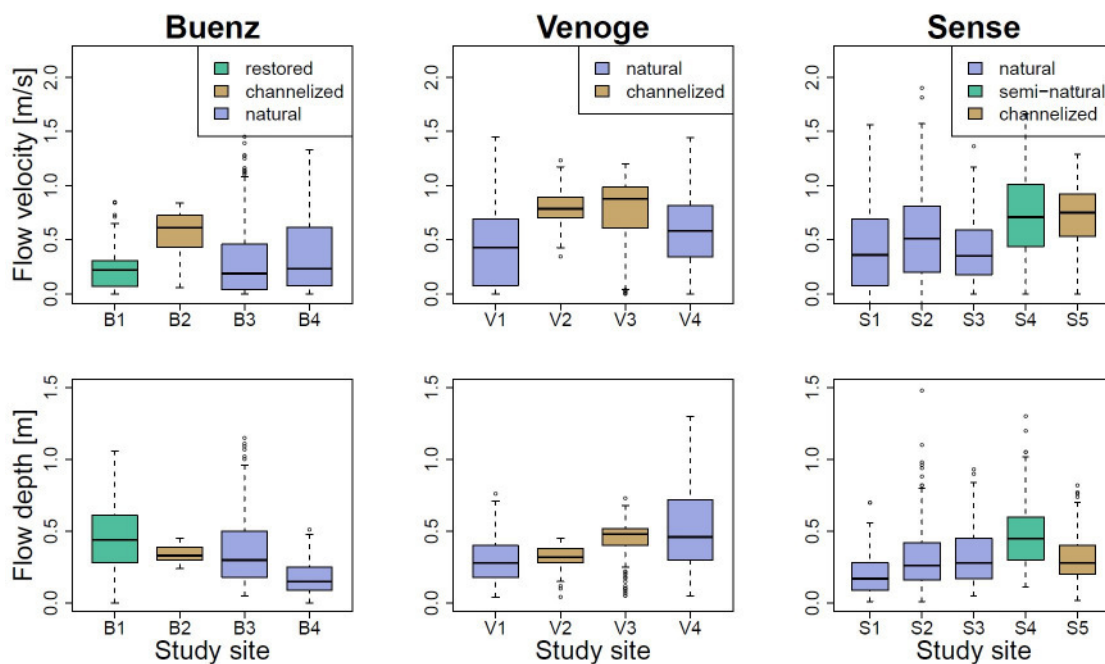 Buenz
Venoge
Sense
Flow velocity [m/s]
0.0 0.5 1.0 1.5 2.0
restored
channelized
natural
B1 B2 B3 B4
0.0 0.5 1.0 1.5 2.0
natural
channelized
V1 V2 V3 V4
0.0 0.5 1.0 1.5 2.0
natural
semi−natural
channelized
S1 S2 S3 S4 S5
Flow depth [m]
0.0 0.5 1.0 1.5
B1 B2 B3 B4
Study site
0.0 0.5 1.0 1.5
V1 V2 V3 V4
Study site
0.0 0.5 1.0 1.5
S1 S2 S3 S4 S5
Study site